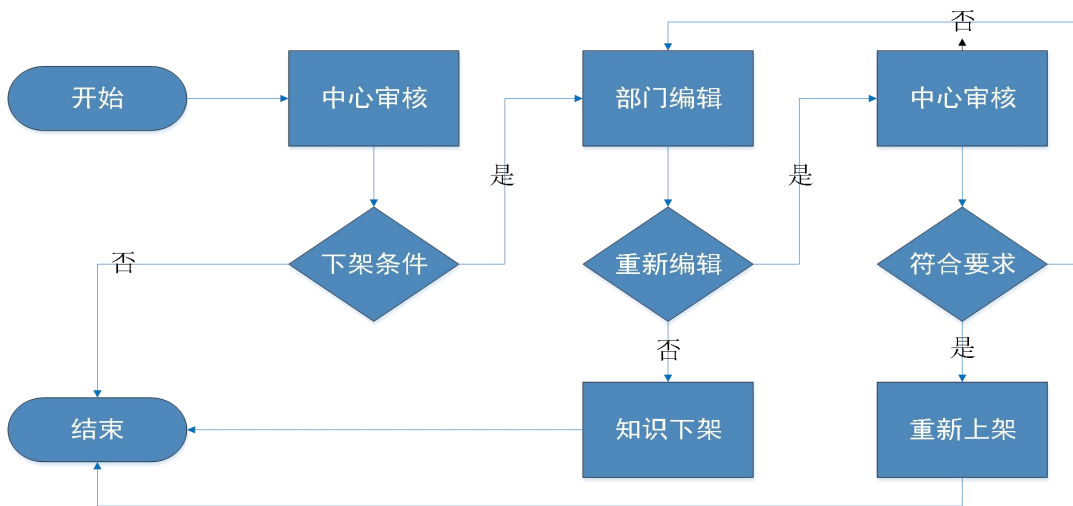 否
开始
中心审核
部门编辑
中心审核
是
是
否
下架条件
重新编辑
符合要求
否
是
结束
知识下架
重新上架